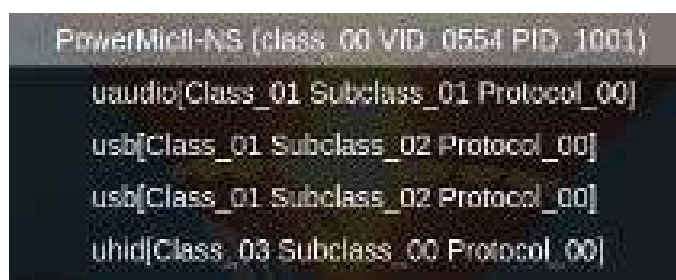 PowerMicII-NS (class_00 VID_0554 PID_1001)
uaudio[Class_01 Subclass_01 Protocol_00]
usb[Class_01 Subclass_02 Protocol_00]
usb[Class_01 Subclass_02 Protocol_00]
uhid[Class_03 Subclass_00 Protocol_00]